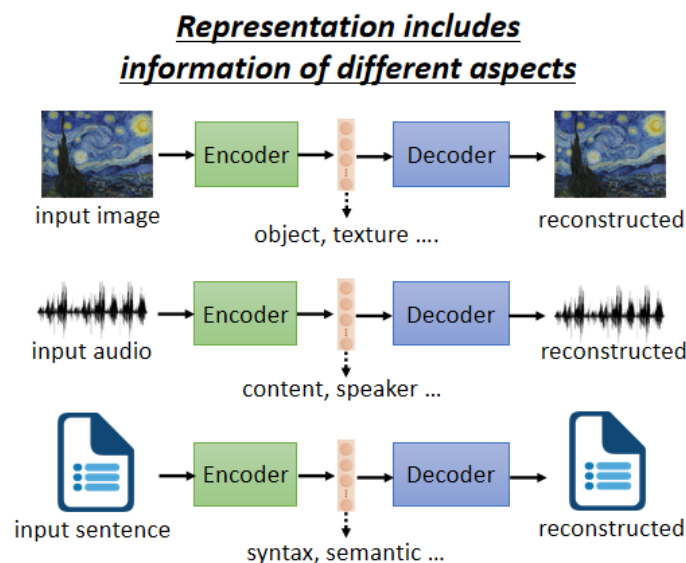 Representation includes
information of different aspects
Encoder
Decoder
input image
reconstructed
object, texture ....
Encoder
Decoder
input audio
reconstructed
content, speaker ...
Encoder
Decoder
input sentence
reconstructed
syntax, semantic ...